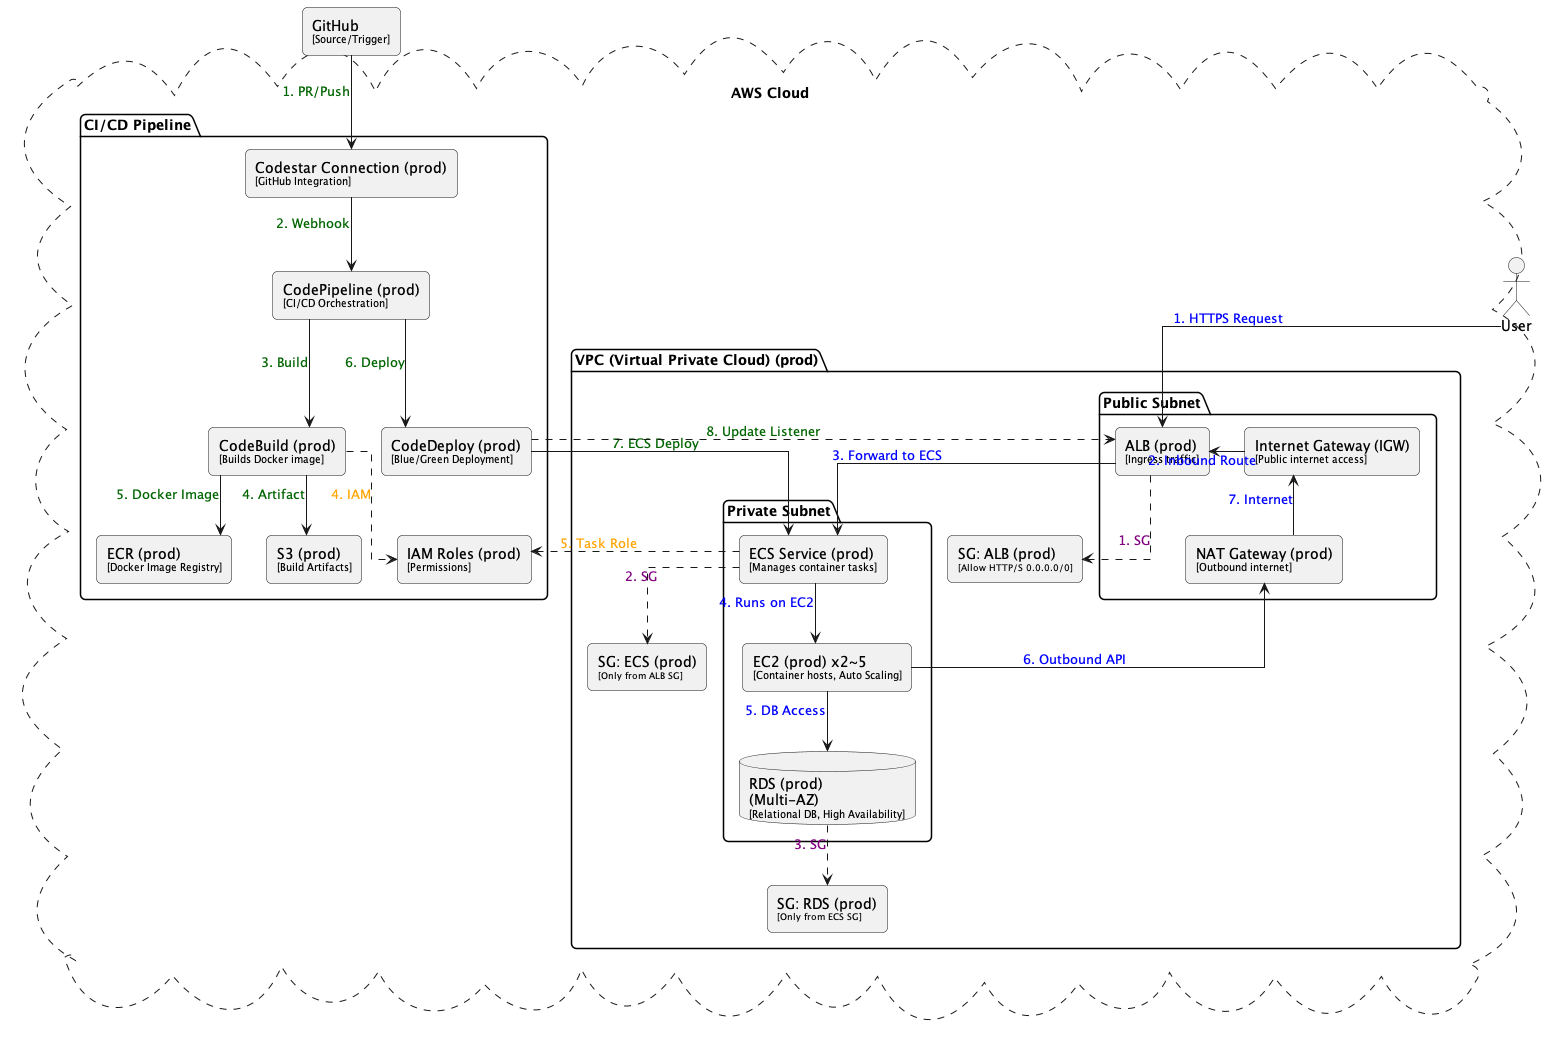 GitHub
[Source/Trigger]
AWS Cloud
1. PR/Push
CI/CD Pipeline
Codestar Connection (prod)
[GitHub Integration]
2. Webhook
CodePipeline (prod)
[CI/CD Orchestration]
3. Build
6. Deploy
CodeBuild (prod)
[Builds Docker image]
CodeDeploy (prod)
[Blue/Green Deployment]
5. Docker Image
4. Artifact
4. IAM
ECR (prod)
[Docker Image Registry]
S3 (prod)
[Build Artifacts]
IAM Roles (prod)
[Permissions]
User
1. HTTPS Request
VPC (Virtual Private Cloud) (prod)
Public Subnet
8. Update Listener
7. ECS Deploy
3. Forward to ECS
ALB (prod)
[Ingress traffic]
2. Inbound Route
Internet Gateway (IGW)
[Public internet access]
7. Internet
Private Subnet
5. Task Role
ECS Service (prod)
[Manages container tasks]
1. SG
SG: ALB (prod)
[Allow HTTP/S 0.0.0.0/0]
NAT Gateway (prod)
[Outbound internet]
2. SG
4. Runs on EC2
SG: ECS (prod)
[Only from ALB SG]
EC2 (prod) x2~5
[Container hosts, Auto Scaling]
6. Outbound API
5. DB Access
RDS (prod)
(Multi-AZ)
[Relational DB, High Availability]
3. SG
SG: RDS (prod)
[Only from ECS SG]